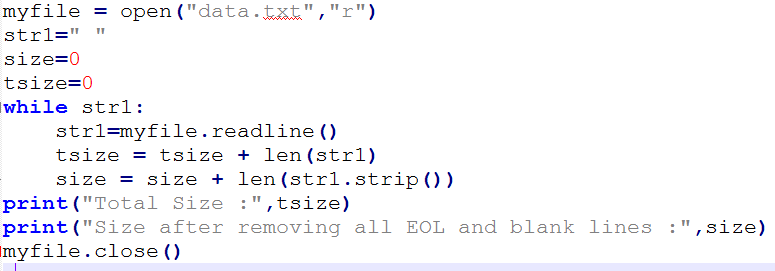 myfile = open("data.txt","r")
str1=" "
size=0
tsize=0
while str1:
    str1=myfile.readline()
    tsize = tsize + len(str1)
    size = size + len(str1.strip())
print("Total Size :",tsize)
print("Size after removing all EOL and blank lines :",size)
myfile.close()